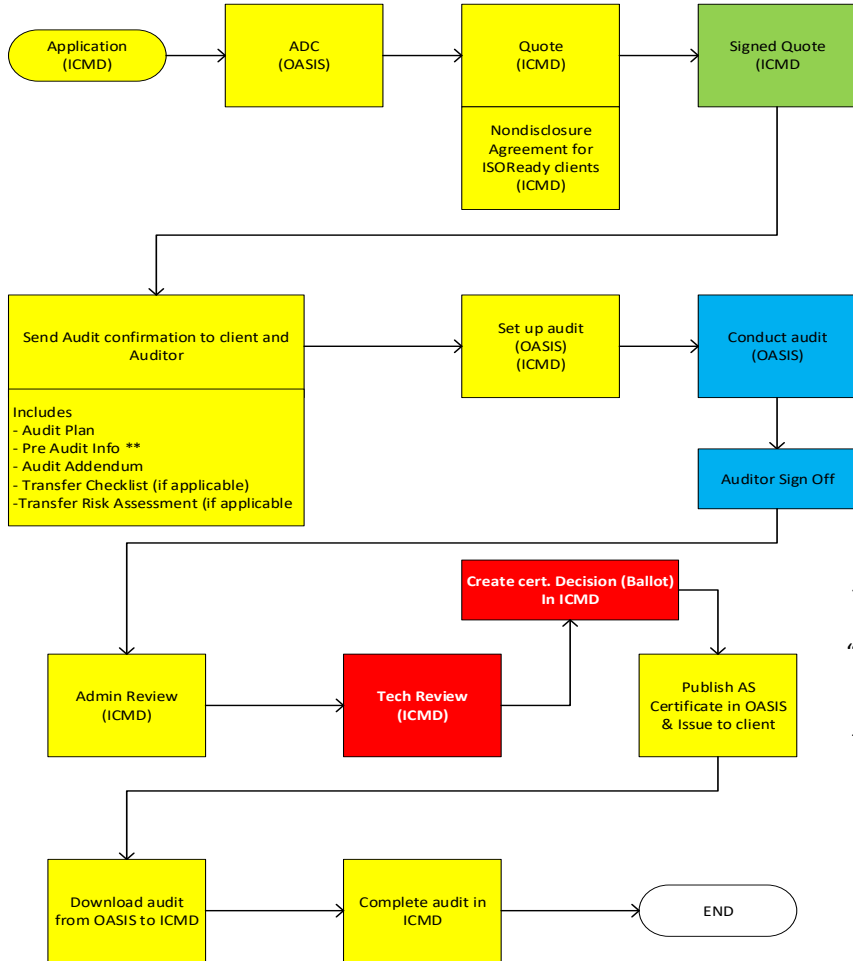 Application
(ICMD)
ADC
(OASIS)
Quote
(ICMD)
Signed Quote
(ICMD
Nondisclosure
Agreement for
ISOReady clients
(ICMD)
Send Audit confirmation to client and
Auditor
Set up audit
(OASIS)
(ICMD)
Conduct audit
(OASIS)
Includes
- Audit Plan
- Pre Audit Info **
- Audit Addendum
- Transfer Checklist (if applicable)
-Transfer Risk Assessment (if applicable
Auditor Sign Off
Create cert. Decision (Ballot)
In ICMD
Admin Review
(ICMD)
Tech Review
(ICMD)
Publish AS
Certificate in OASIS
& Issue to client
Download audit
from OASIS to ICMD
Complete audit in
ICMD
END